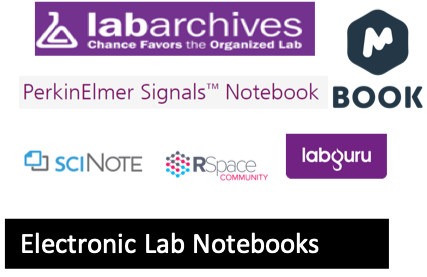 labarchives
Chance Favors the Organized Lab
μ
BOOK
PerkinElmer Signals™ Notebook
SCINOTE
RSpace
COMMUNITY
labguru
Electronic Lab Notebooks